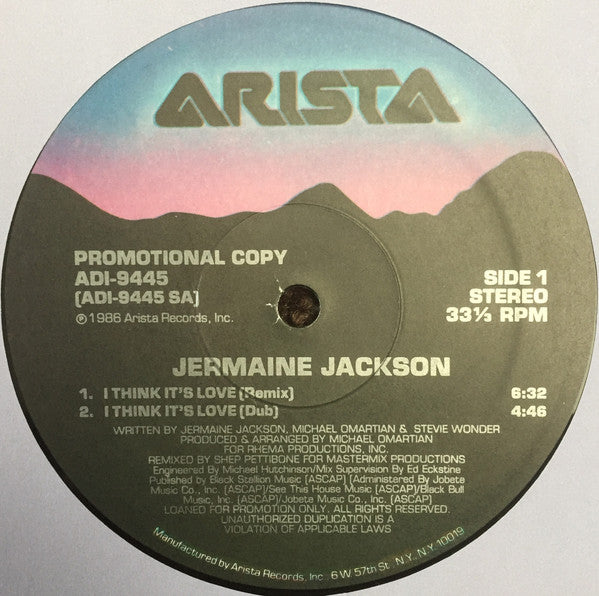 ARISTA
PROMOTIONAL COPY
ADI-9445
(ADI-9445 SA)
℗1986 Arista Records, Inc.
SIDE 1
STEREO
33⅓ RPM
JERMAINE JACKSON
1. I THINK IT'S LOVE (Remix) 6:32
2. I THINK IT'S LOVE (Dub) 4:46
WRITTEN BY JERMAINE JACKSON, MICHAEL OMARTIAN & STEVIE WONDER
PRODUCED & ARRANGED BY MICHAEL OMARTIAN
FOR RHEMA PRODUCTIONS, INC.
REMIXED BY SHEP PETTIBONE FOR MASTERMIX PRODUCTIONS
Engineered By Michael Hutchinson/Mix Supervision By Ed Eckstine
Published by Black Stallion Music (ASCAP) (Administered By Jobete
Music Co., Inc. (ASCAP)/See This House Music (ASCAP)/Black Bull
Music, Inc. (ASCAP)/Jobete Music Co., Inc. (ASCAP)
LOANED FOR PROMOTION ONLY. ALL RIGHTS RESERVED.
UNAUTHORIZED DUPLICATION IS A
VIOLATION OF APPLICABLE LAWS
Manufactured by Arista Records, Inc., 6 W 57th St. N.Y., N.Y. 10019